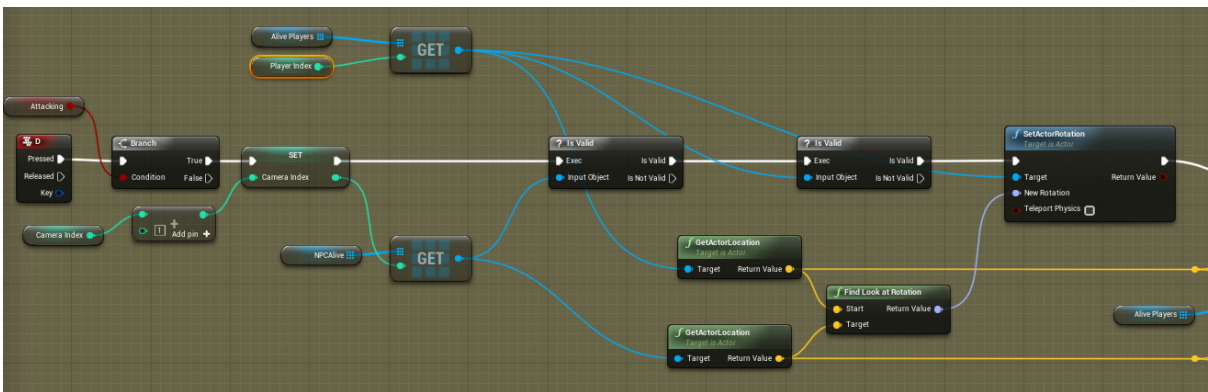 Alive Players
GET
Player Index
Attacking
D
Pressed
Released
Key
Branch
True
Condition
False
SET
Camera Index
Camera Index
1
+
Add pin +
NPCAlive
GET
? Is Valid
Exec
Is Valid
Input Object
Is Not Valid
? Is Valid
Exec
Is Valid
Input Object
Is Not Valid
f SetActorRotation
Target is Actor
Target
Return Value
New Rotation
Teleport Physics
f GetActorLocation
Target is Actor
Target
Return Value
f Find Look at Rotation
Start
Return Value
Target
f GetActorLocation
Target is Actor
Target
Return Value
Alive Players